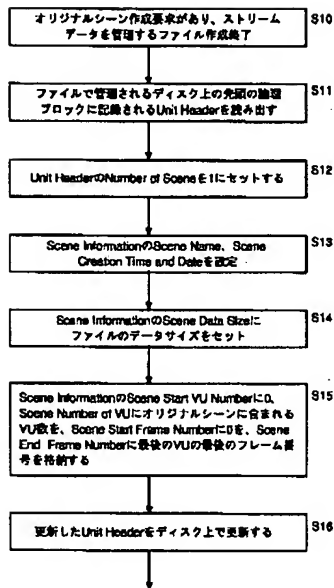 オリジナルシーン作成要求があり、ストリーム
データを管理するファイル作成終了
S10
ファイルで管理されるディスク上の先頭の論理
ブロックに記録されるUnit Headerを読み出す
S11
Unit HeaderのNumber of Sceneを1にセットする
S12
Scene InformationのScene Name、Scene
Creation Time and Dateを設定
S13
Scene InformationのScene Data Sizeに
ファイルのデータサイズをセット
S14
Scene InformationのScene Start VU Numberに0、
Scene Number of VUにオリジナルシーンに含まれる
VU数を、Scene Start Frame Numberに0を、Scene
End Frame Numberに最後のVUの最後のフレーム番
号を格納する
S15
更新したUnit Headerをディスク上で更新する
S16